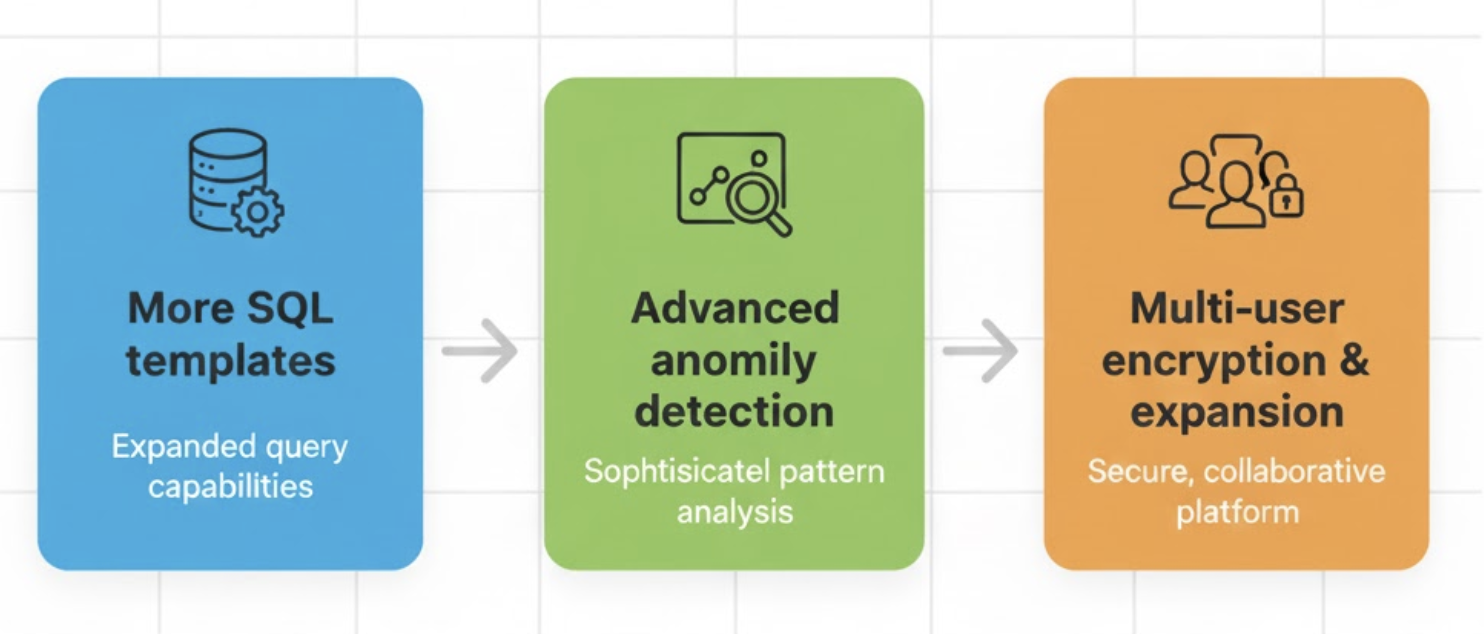 More SQL
templates
Expanded query
capabilities
Advanced
anomily
detection
Sophtisicatel pattern
analysis
Multi-user
encryption &
expansion
Secure, collaborative
platform